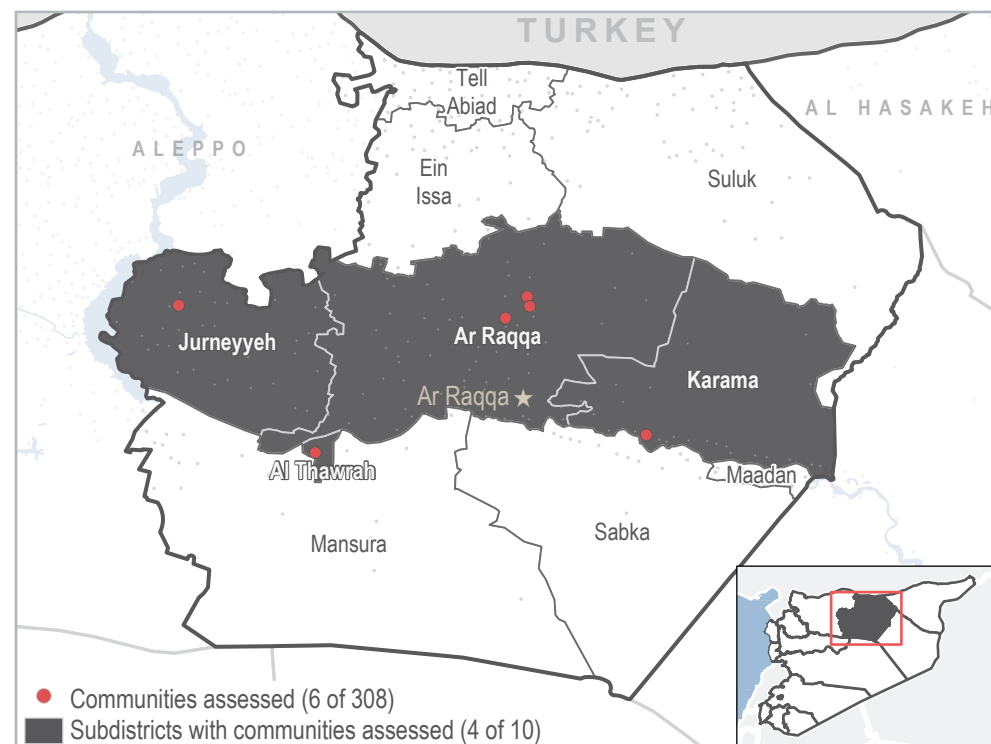 TURKEY
Tell
Abiad
AL HASAKEH
ALEPPO
Ein
Issa
Suluk
Jurneyyeh
Ar Raqqa
Karama
Ar Raqqa
Al Thawrah
Maadan
Mansura
Sabka
Communities assessed (6 of 308)
Subdistricts with communities assessed (4 of 10)